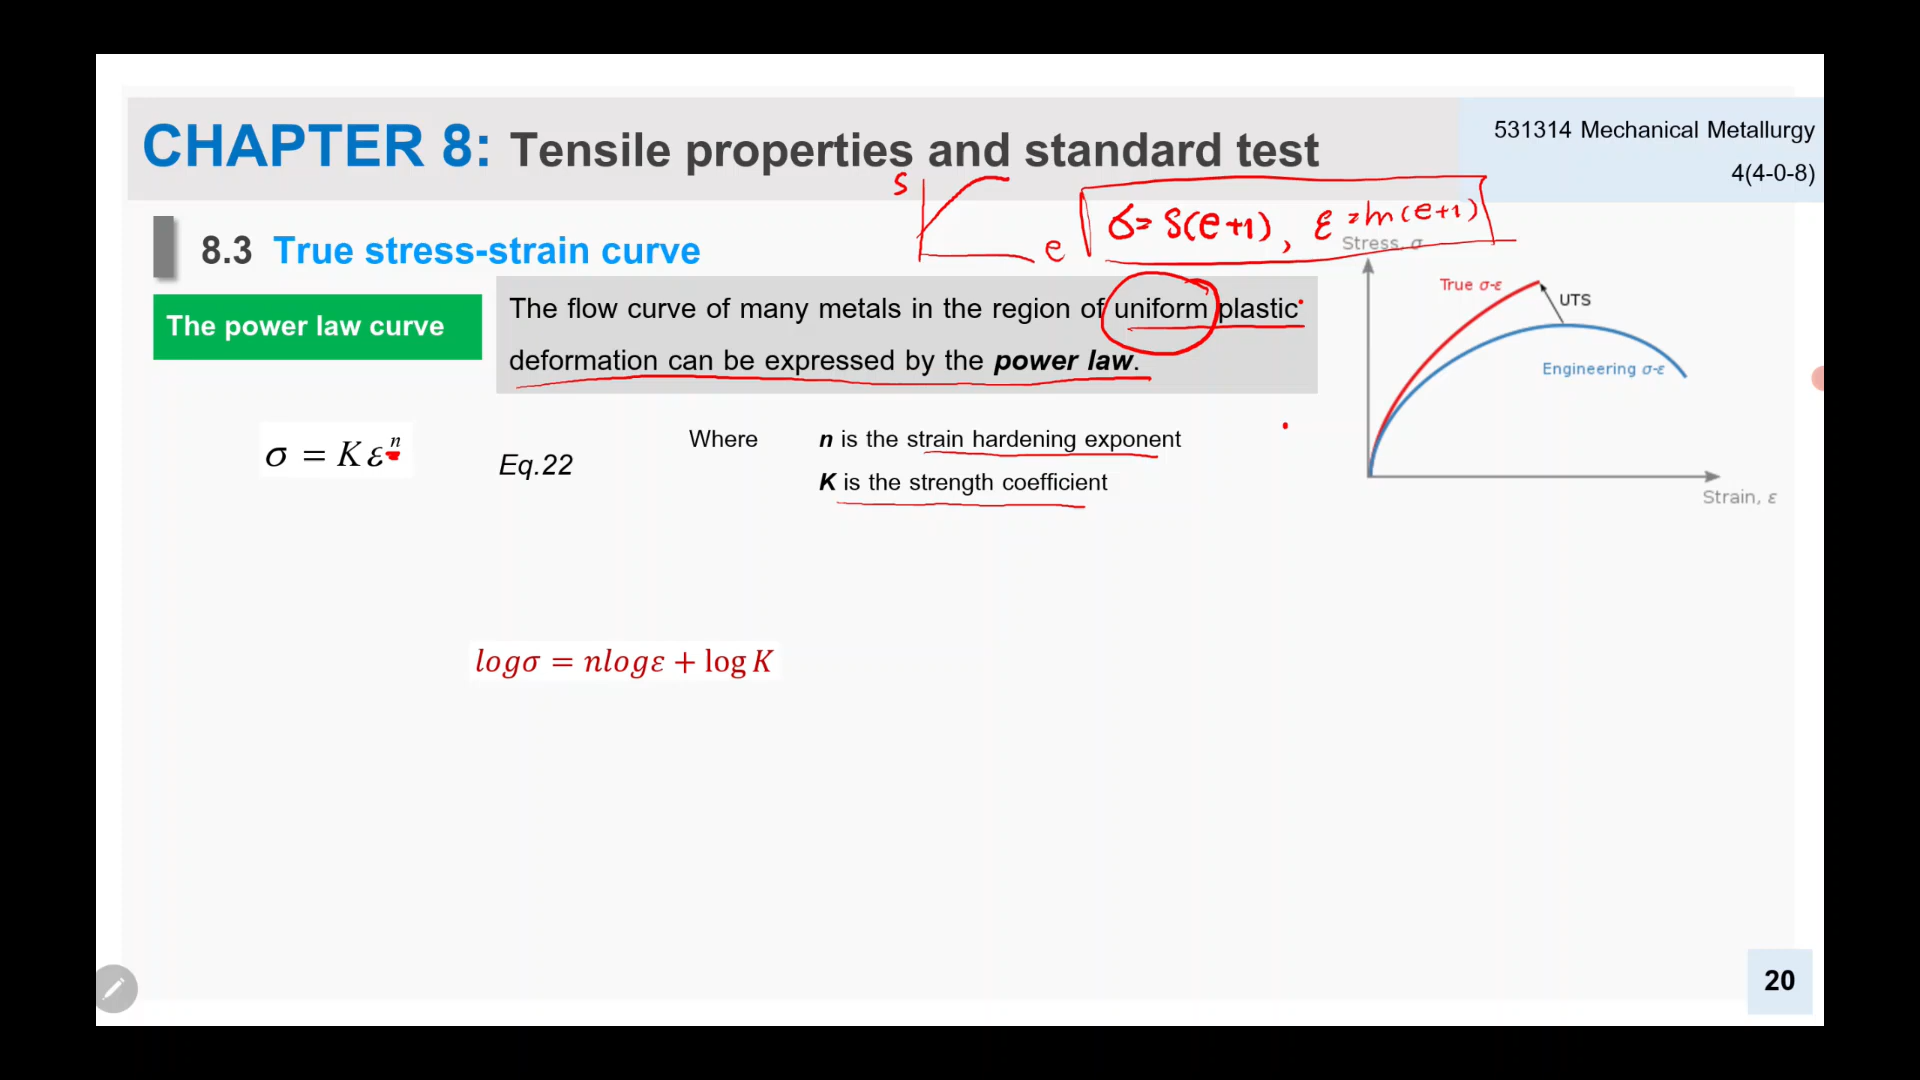 CHAPTER 8: Tensile properties and standard test
531314 Mechanical Metallurgy
4(4-0-8)
S
e
σ= S(e+1), ε = ln(e+1)
8.3 True stress-strain curve
The power law curve
The flow curve of many metals in the region of uniform plastic
deformation can be expressed by the power law.
Stress, σ
True σ-ε
UTS
Engineering σ-ε
Strain, ε
σ = Kεⁿ
Eq.22
Where
n is the strain hardening exponent
K is the strength coefficient
logσ = nlogε + log K
20